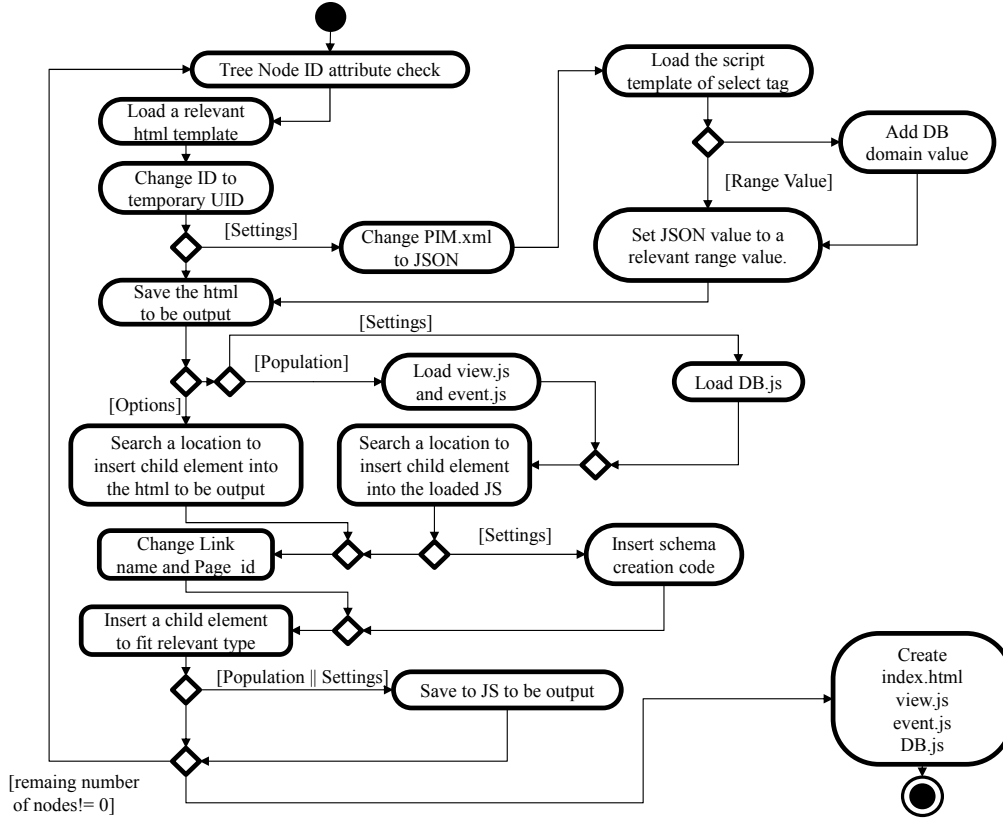 Tree Node ID attribute check
Load the script
template of select tag
Load a relevant
html template
Add DB
domain value
Change ID to
temporary UID
[Range Value]
[Settings]
Change PIM.xml
to JSON
Set JSON value to a
relevant range value.
Save the html
to be output
[Settings]
[Population]
Load view.js
and event.js
Load DB.js
[Options]
Search a location to
insert child element into
the html to be output
Search a location to
insert child element
into the loaded JS
[Settings]
Change Link
name and Page_id
Insert schema
creation code
Insert a child element
to fit relevant type
[Population || Settings]
Save to JS to be output
Create
index.html
view.js
event.js
DB.js
[remaing number
of nodes!= 0]